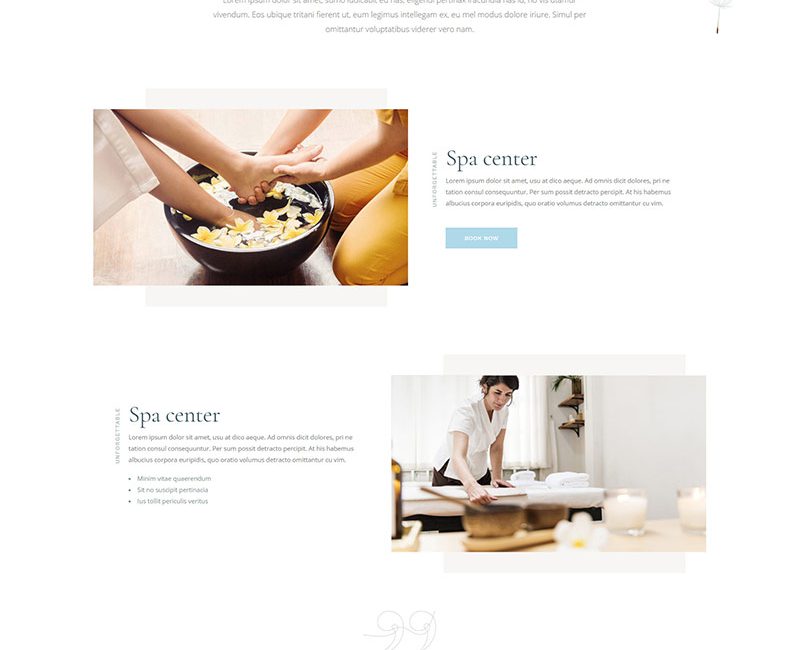 Lorem ipsum dolor sit amet, sumo iudicabit eu has, eligendi pertinax iracundia has id, no vis diamur
vivendum. Eos ubique tritani fierent ut, eum legimus intellegam ex, eu mel modus dolore iriure. Simul per
omittantur voluptatibus viderer vero nam.
UNFORGETTABLE
Spa center
Lorem ipsum dolor sit amet, usu at dico aeque. Ad omnis dicit dolores, pri ne
tation consul consequuntur. Per sum possit detracto percipit. At his habemus
albucius corpora euripidis, quo oratio volumus detracto omittantur cu vim.
BOOK NOW
UNFORGETTABLE
Spa center
Lorem ipsum dolor sit amet, usu at dico aeque. Ad omnis dicit dolores, pri ne
tation consul consequuntur. Per sum possit detracto percipit. At his habemus
albucius corpora euripidis, quo oratio volumus detracto omittantur cu vim.
• Minim vitae quaerendum
• Sit no suscipit pertinacia
• Ius tollit periculis veritus